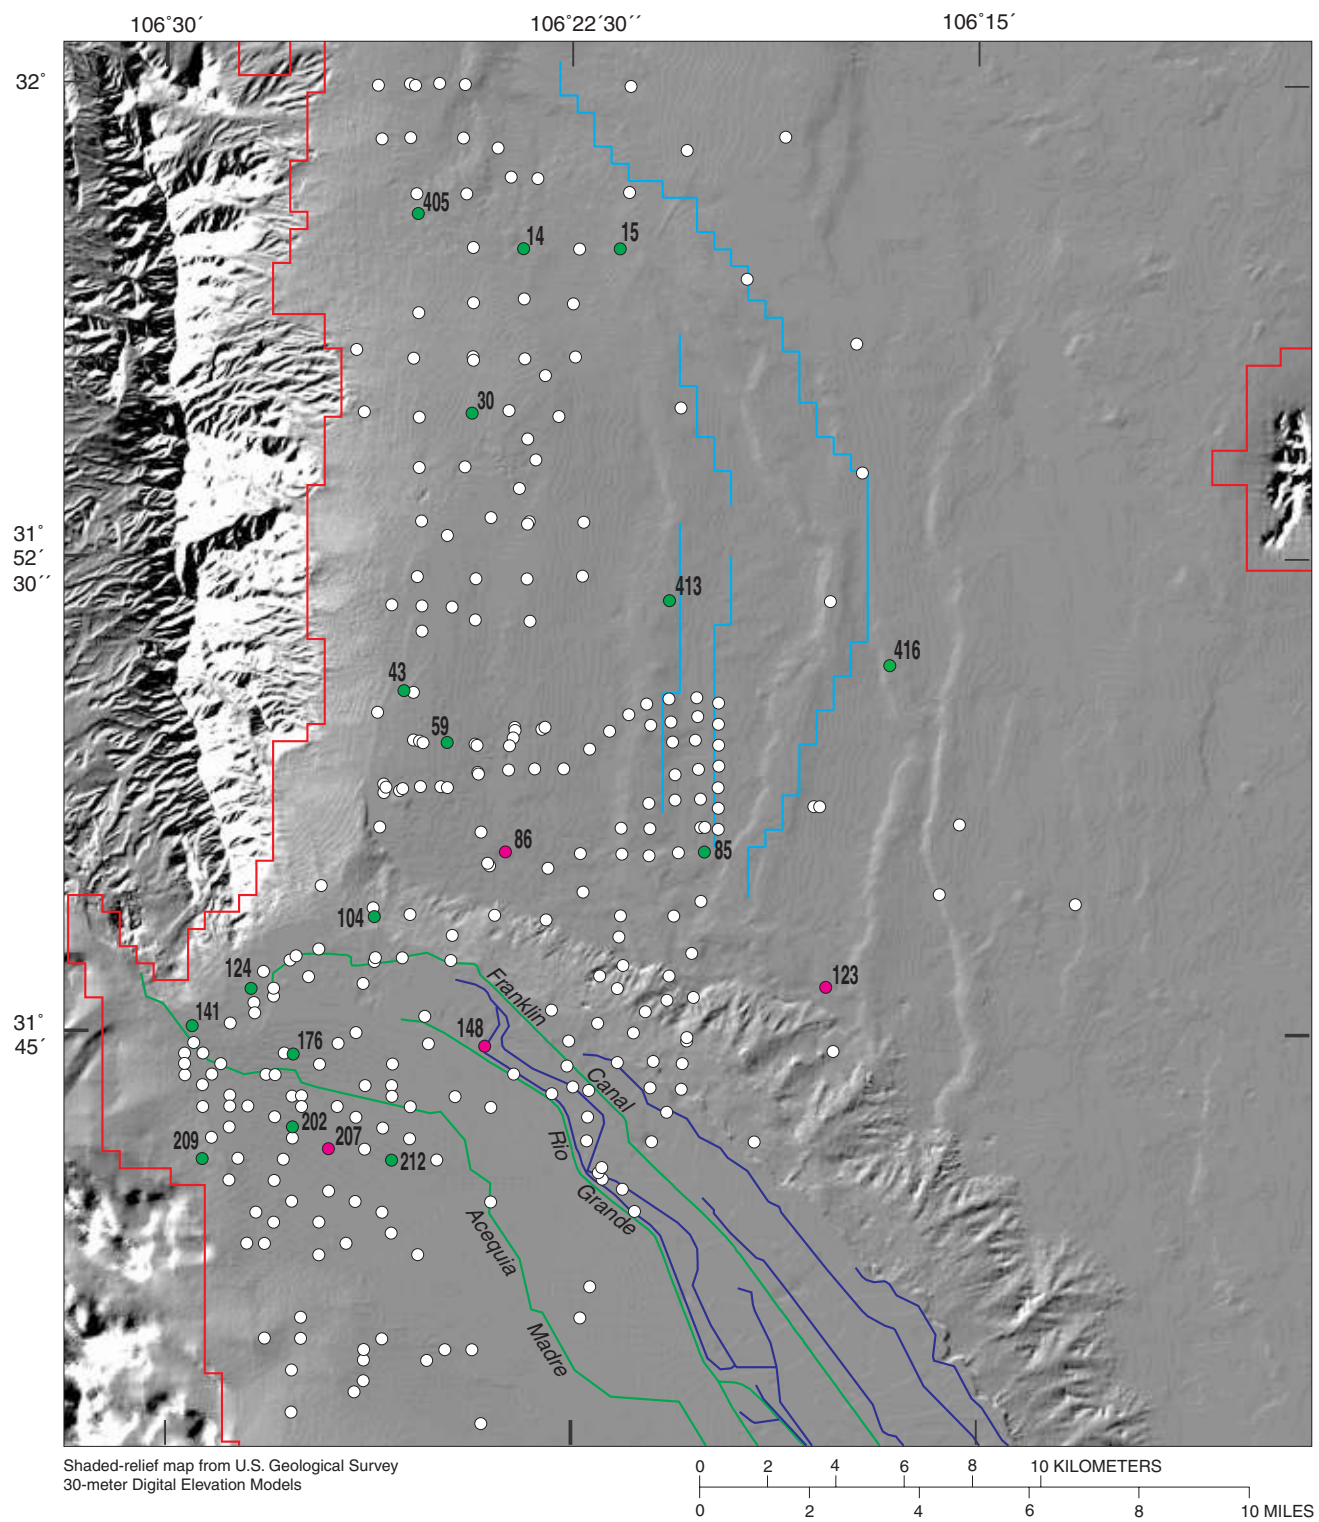 106˚30´ 106˚22´30´´ 106˚15´
32˚
405
14 15
30
31˚
52´
30´´
413
416
43
59
86
85
104
124
123
141
31˚
45´
176
148
Franklin
Canal
202
207
209
212
Rio
Grande
Acequia
Madre
Shaded-relief map from U.S. Geological Survey
30-meter Digital Elevation Models
0 2 4 6 8 10 KILOMETERS
0 2 4 6 8 10 MILES